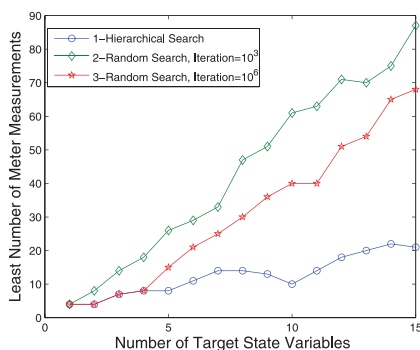 90
80
70
60
50
40
30
20
10
0
0
5
10
15
Least Number of Meter Measurements
Number of Target State Variables
1-Hierarchical Search
2-Random Search, Iteration=10³
3-Random Search, Iteration=10⁶